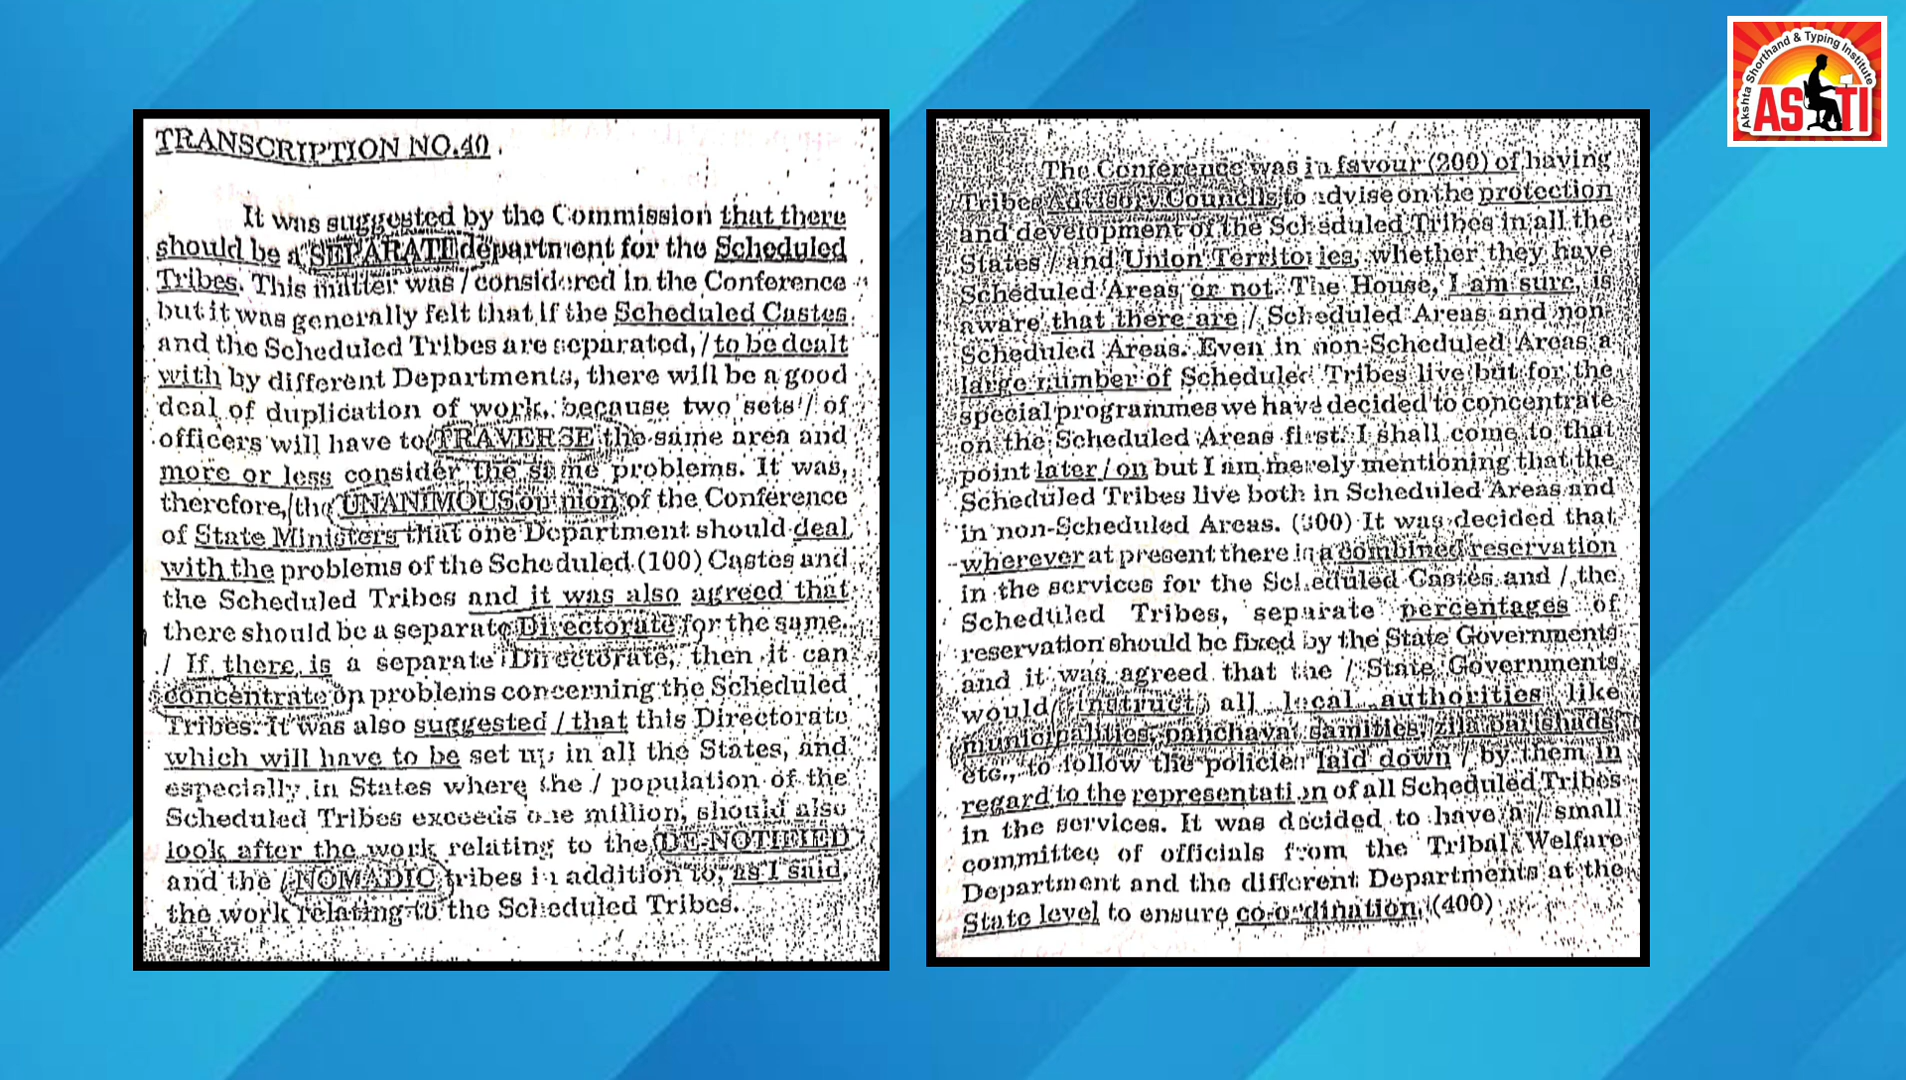 TRANSCRIPTION NO.40
It was suggested by the Commission that there
should be a SEPARATE department for the Scheduled
Tribes. This matter was / considered in the Conference
but it was generally felt that if the Scheduled Castes
and the Scheduled Tribes are separated, / to be dealt
with by different Departments, there will be a good
deal of duplication of work, because two sets / of
officers will have to TRAVERSE the same area and
more or less consider the same problems. It was,
therefore, / the UNANIMOUS opinion of the Conference
of State Ministers that one Department should deal
with the problems of the Scheduled (100) Castes and
the Scheduled Tribes and it was also agreed that
there should be a separate Directorate for the same.
/ If there is a separate Directorate, then it can
concentrate on problems concerning the Scheduled
Tribes. It was also suggested / that this Directorate
which will have to be set up in all the States, and
especially in States where the / population of the
Scheduled Tribes exceeds one million, should also
look after the work relating to the DE-NOTIFIED
and the / NOMADIC tribes in addition to, as I said,
the work relating to the Scheduled Tribes.
The Conference was in favour (200) of having
Tribes Advisory Councils to advise on the protection
and development of the Scheduled Tribes in all the
States / and Union Territories, whether they have
Scheduled Areas or not. The House, I am sure, is
aware that there are / Scheduled Areas and non-
Scheduled Areas. Even in non-Scheduled Areas a
large number of Scheduled Tribes live but for the
special programmes we have decided to concentrate
on the Scheduled Areas first. I shall come to that
point later / on but I am merely mentioning that the
Scheduled Tribes live both in Scheduled Areas and
in non-Scheduled Areas. (300) It was decided that
wherever at present there is a combined reservation
in the services for the Scheduled Castes and / the
Scheduled Tribes, separate percentages of
reservation should be fixed by the State Governments
and it was agreed that the / State Governments
would instruct all local authorities like
municipalities, panchayat samities, zila parishads
etc., to follow the policies laid down / by them in
regard to the representation of all Scheduled Tribes
in the services. It was decided to have a / small
committee of officials from the Tribal Welfare
Department and the different Departments at the
State level to ensure co-ordination. (400)
Akshta Shorthand & Typing Institute
ASTI